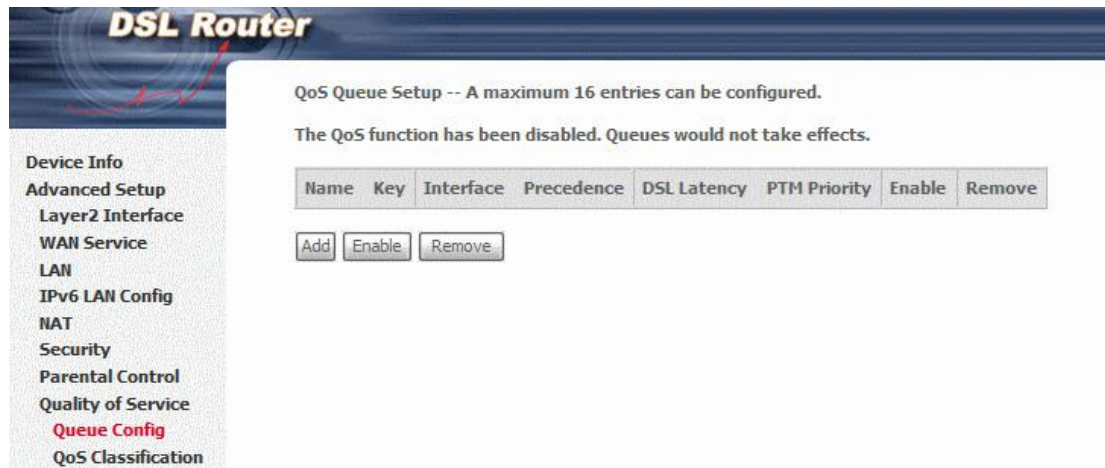 DSL Router
QoS Queue Setup -- A maximum 16 entries can be configured.
The QoS function has been disabled. Queues would not take effects.
Name Key Interface Precedence DSL Latency PTM Priority Enable Remove
Add Enable Remove
Device Info
Advanced Setup
Layer2 Interface
WAN Service
LAN
IPv6 LAN Config
NAT
Security
Parental Control
Quality of Service
Queue Config
QoS Classification